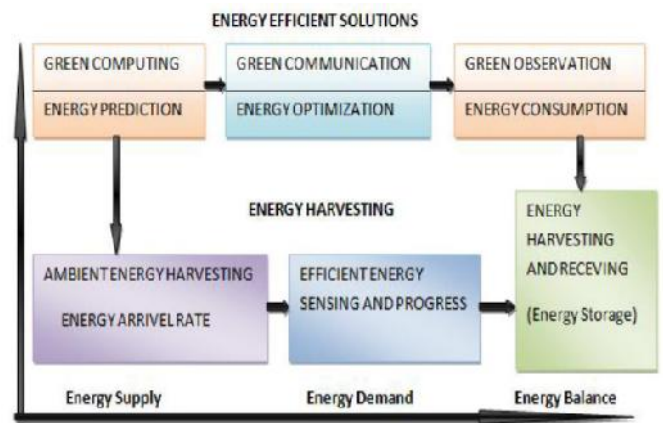 ENERGY EFFICIENT SOLUTIONS
GREEN COMPUTING
ENERGY PREDICTION
GREEN COMMUNICATION
ENERGY OPTIMIZATION
GREEN OBSERVATION
ENERGY CONSUMPTION
ENERGY HARVESTING
AMBIENT ENERGY HARVESTING
ENERGY ARRIVEL RATE
EFFICIENT ENERGY
SENSING AND PROGRESS
ENERGY
HARVESTING
AND RECEVING
(Energy Storage)
Energy Supply
Energy Demand
Energy Balance